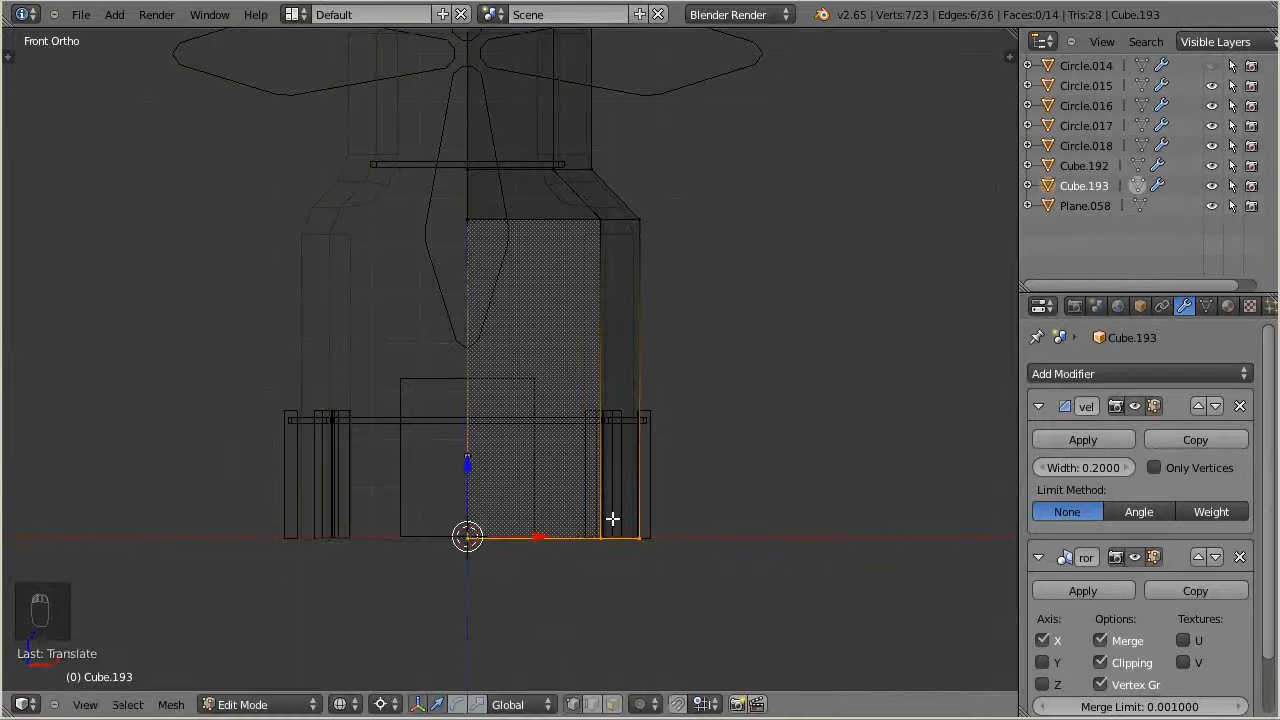 File Add Render Window Help Default Scene Blender Render v2.65 | Verts:7/23 | Edges:6/36 | Faces:0/14 | Tris:28 | Cube.193
Front Ortho
View Search Visible Layers
Circle.014
Circle.015
Circle.016
Circle.017
Circle.018
Cube.192
Cube.193
Plane.058
Cube.193
Add Modifier
vel
Apply Copy
Width: 0.2000 Only Vertices
Limit Method:
None Angle Weight
ror
Apply Copy
Axis: Options: Textures:
X Merge U
Y Clipping V
Z Vertex Gr
Merge Limit: 0.001000
z
Last: Translate
(0) Cube.193
View Select Mesh Edit Mode Global